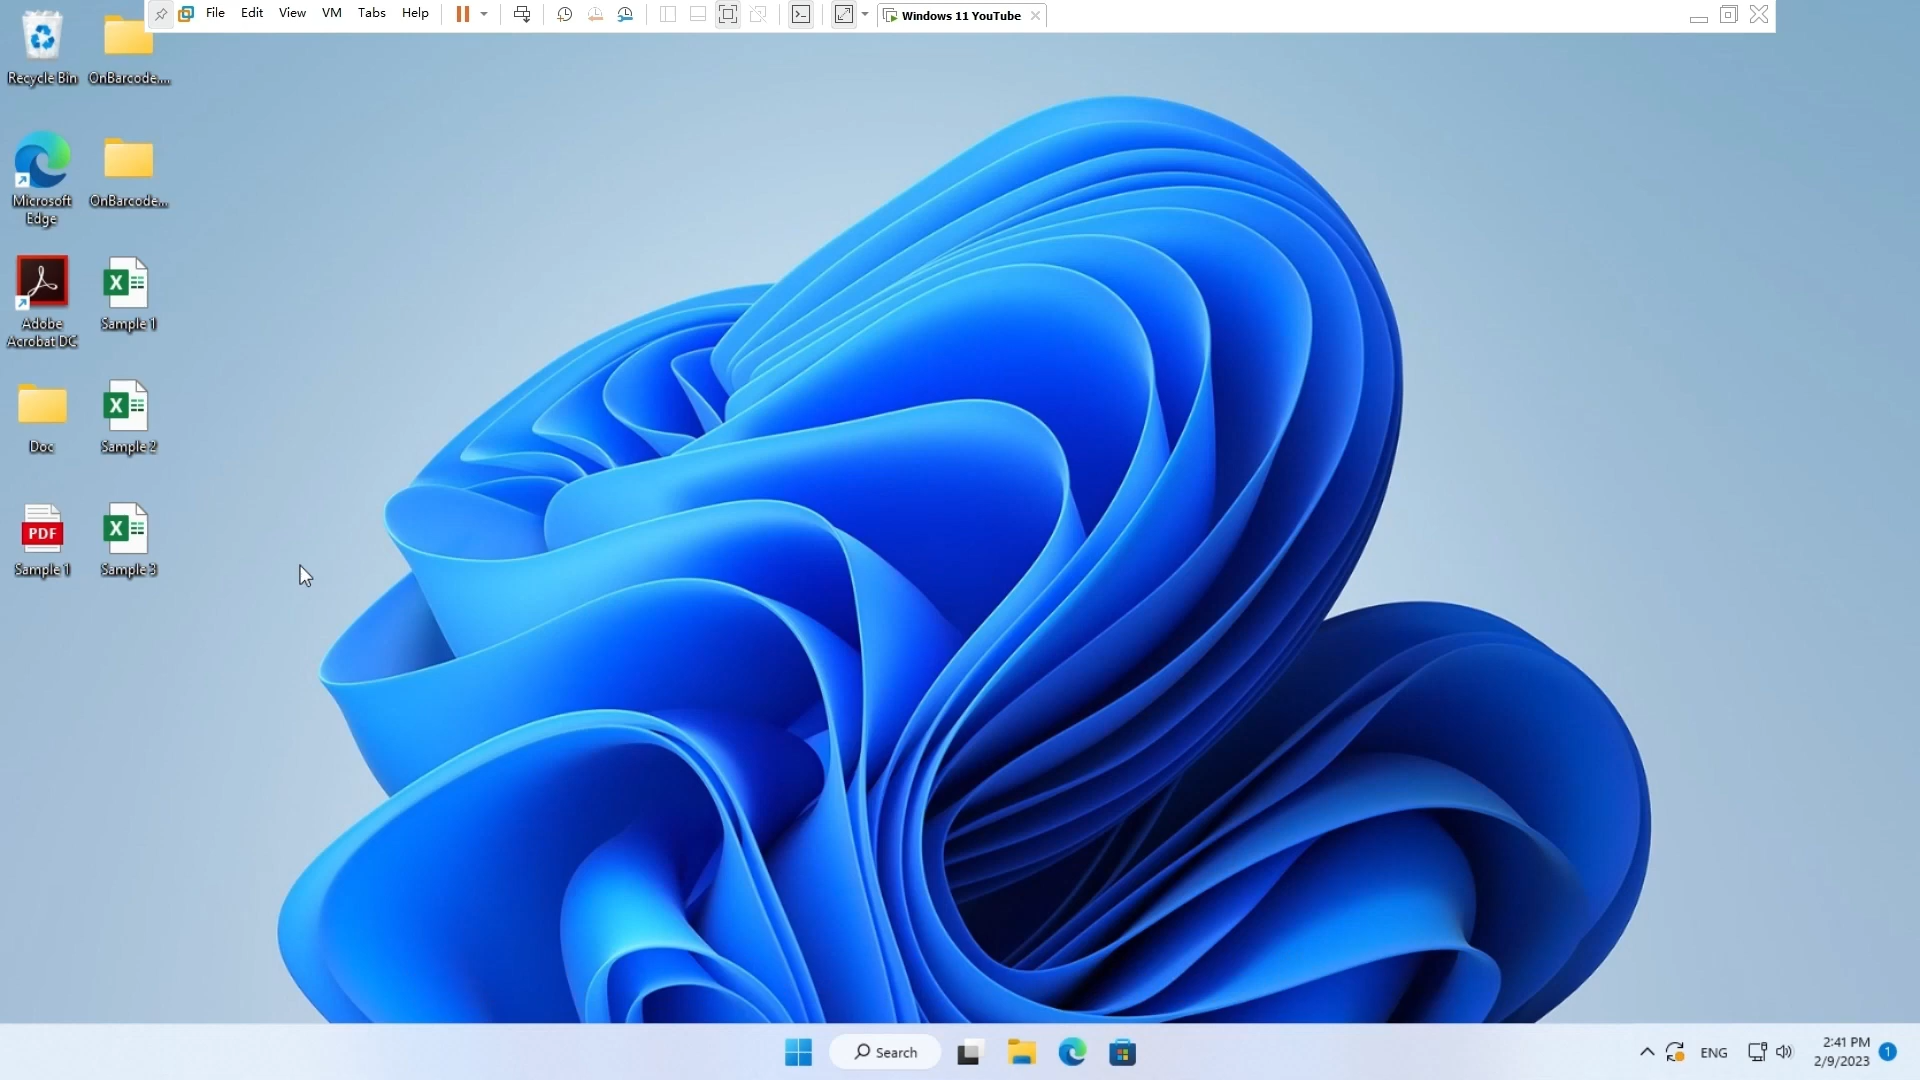 File Edit View VM Tabs Help
Windows 11 YouTube
Recycle Bin
OnBarcode....
Microsoft
Edge
OnBarcode...
Adobe
Acrobat DC
Sample 1
Doc
Sample 2
PDF
Sample 1
Sample 3
Search
ENG
2:41 PM
2/9/2023
1